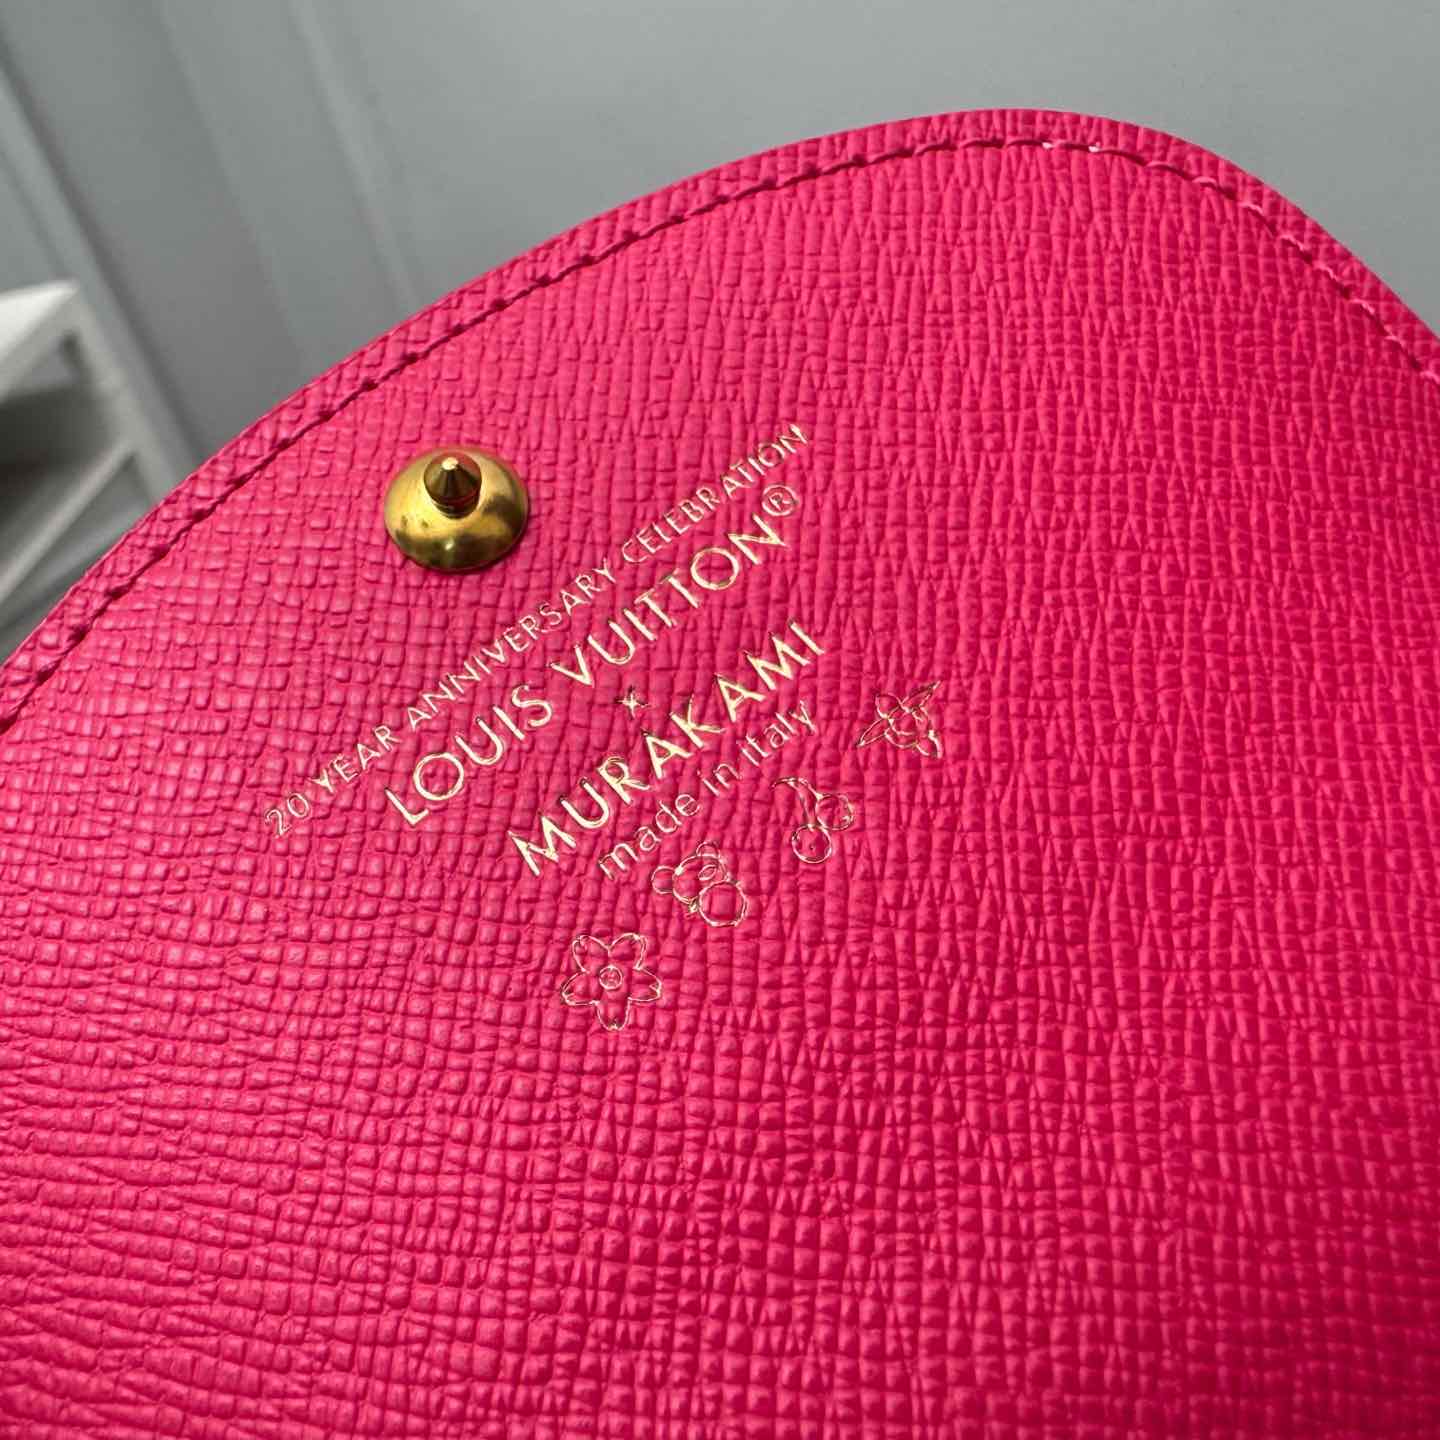 20 YEAR ANNIVERSARY CELEBRATION
LOUIS VUITTON®
×
MURAKAMI
made in italy